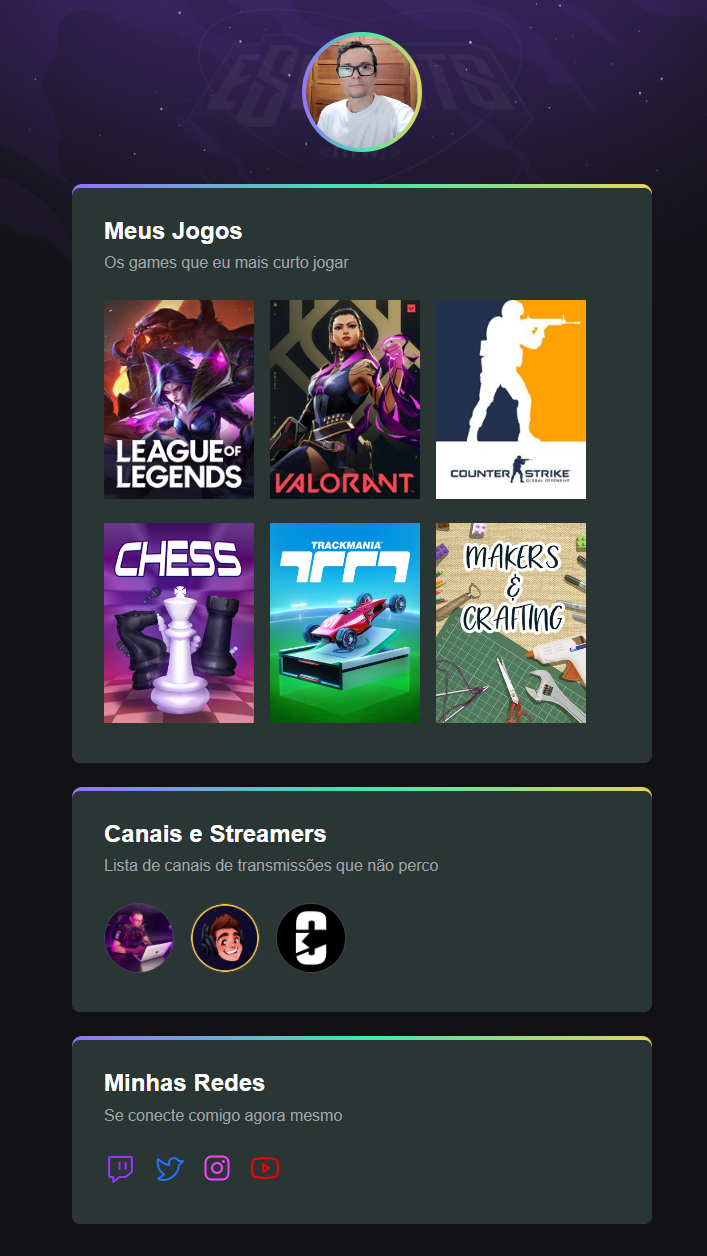 ESPORTS
Meus Jogos
Os games que eu mais curto jogar
LEAGUE OF
LEGENDS
VALORANT
COUNTER STRIKE
GLOBAL OFFENSIVE
CHESS
TRACKMANIA
MAKERS
&
CRAFTING
Canais e Streamers
Lista de canais de transmissões que não perco
Minhas Redes
Se conecte comigo agora mesmo